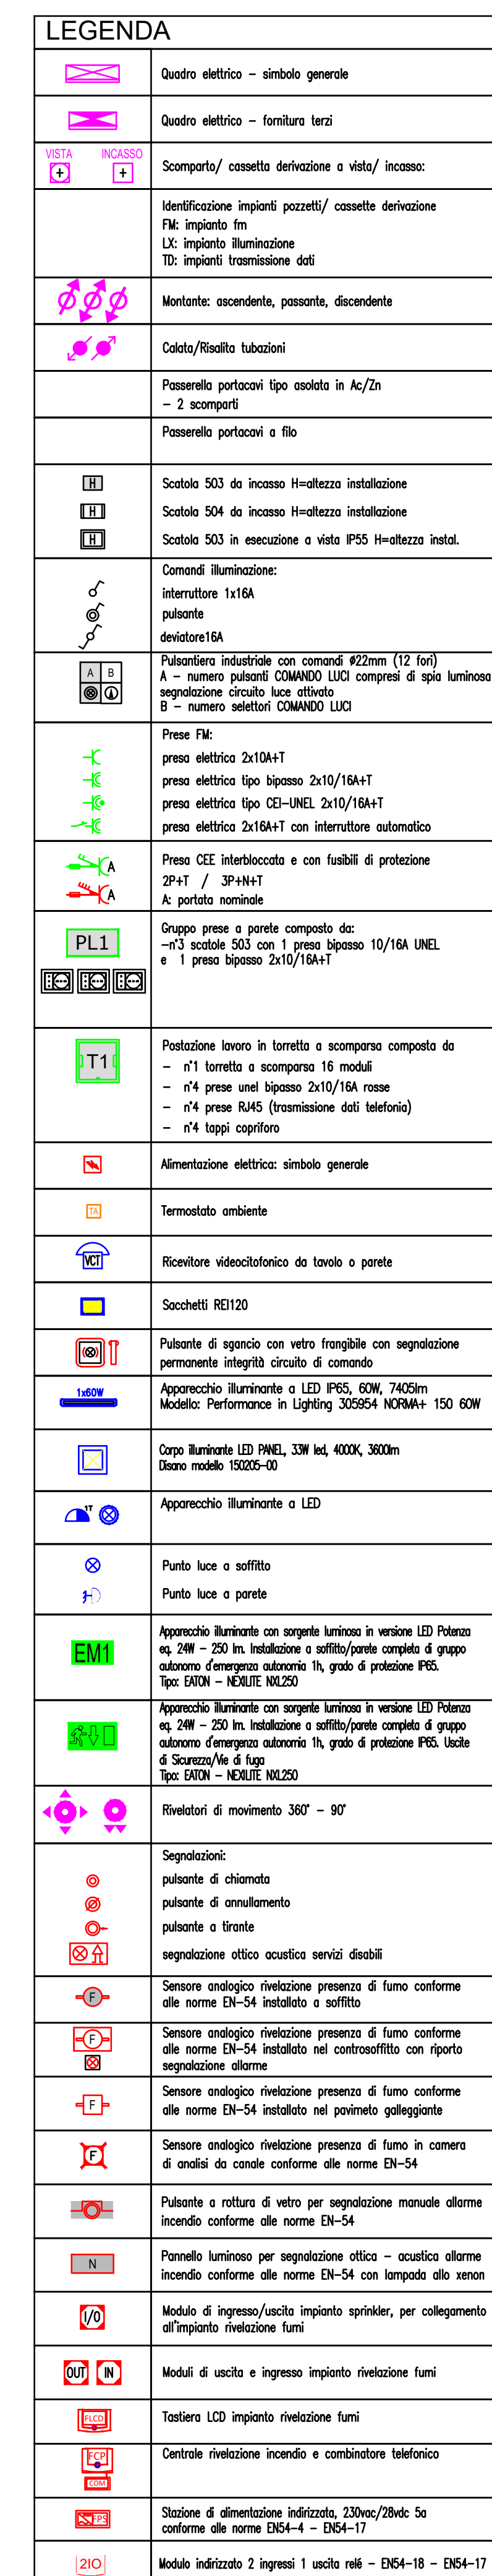 LEGENDA
Quadro elettrico – simbolo generale
Quadro elettrico – fornitura terzi
VISTA INCASSO
Scomparto/ cassetta derivazione a vista/ incasso:
Identificazione impianti pozzetti/ cassette derivazione
FM: impianto fm
LX: impianto illuminazione
TD: impianti trasmissione dati
Montante: ascendente, passante, discendente
Calata/Risalita tubazioni
Passerella portacavi tipo asolata in Ac/Zn
– 2 scomparti
Passerella portacavi a filo
H Scatola 503 da incasso H=altezza installazione
H Scatola 504 da incasso H=altezza installazione
H Scatola 503 in esecuzione a vista IP55 H=altezza instal.
Comandi illuminazione:
interruttore 1x16A
pulsante
deviatore16A
A B
Pulsantiera industriale con comandi ø22mm (12 fori)
A – numero pulsanti COMANDO LUCI compresi di spia luminosa
segnalazione circuito luce attivato
B – numero selettori COMANDO LUCI
Prese FM:
presa elettrica 2x10A+T
presa elettrica tipo bipasso 2x10/16A+T
presa elettrica tipo CEI–UNEL 2x10/16A+T
presa elettrica 2x16A+T con interruttore automatico
A Presa CEE interbloccata e con fusibili di protezione
2P+T / 3P+N+T
A A: portata nominale
PL1
Gruppo prese a parete composto da:
–n°3 scatole 503 con 1 presa bipasso 10/16A UNEL
e 1 presa bipasso 2x10/16A+T
T1
Postazione lavoro in torretta a scomparsa composta da
– n°1 torretta a scomparsa 16 moduli
– n°4 prese unel bipasso 2x10/16A rosse
– n°4 prese RJ45 (trasmissione dati telefonia)
– n°4 tappi copriforo
Alimentazione elettrica: simbolo generale
TA Termostato ambiente
VCT Ricevitore videocitofonico da tavolo o parete
Sacchetti REI120
Pulsante di sgancio con vetro frangibile con segnalazione
permanente integrità circuito di comando
1x60W
Apparecchio illuminante a LED IP65, 60W, 7405lm
Modello: Performance in Lighting 305954 NORMA+ 150 60W
Corpo illuminante LED PANEL, 33W led, 4000K, 3600lm
Disano modello 150205–00
1T Apparecchio illuminante a LED
Punto luce a soffitto
Punto luce a parete
EM1
Apparecchio illuminante con sorgente luminosa in versione LED Potenza
eq. 24W – 250 lm. Installazione a soffitto/parete completa di gruppo
autonomo d'emergenza autonomia 1h, grado di protezione IP65.
Tipo: EATON – NEXILITE NXL250
Apparecchio illuminante con sorgente luminosa in versione LED Potenza
eq. 24W – 250 lm. Installazione a soffitto/parete completa di gruppo
autonomo d'emergenza autonomia 1h, grado di protezione IP65. Uscite
di Sicurezza/Vie di fuga
Tipo: EATON – NEXILITE NXL250
Rivelatori di movimento 360° – 90°
Segnalazioni:
pulsante di chiamata
pulsante di annullamento
pulsante a tirante
segnalazione ottico acustica servizi disabili
F
Sensore analogico rivelazione presenza di fumo conforme
alle norme EN–54 installato a soffitto
F
Sensore analogico rivelazione presenza di fumo conforme
alle norme EN–54 installato nel controsoffitto con riporto
segnalazione allarme
F
Sensore analogico rivelazione presenza di fumo conforme
alle norme EN–54 installato nel pavimeto galleggiante
F
Sensore analogico rivelazione presenza di fumo in camera
di analisi da canale conforme alle norme EN–54
Pulsante a rottura di vetro per segnalazione manuale allarme
incendio conforme alle norme EN–54
N
Pannello luminoso per segnalazione ottica – acustica allarme
incendio conforme alle norme EN–54 con lampada allo xenon
I/O
Modulo di ingresso/uscita impianto sprinkler, per collegamento
all'impianto rivelazione fumi
OUT IN Moduli di uscita e ingresso impianto rivelazione fumi
FLCD Tastiera LCD impianto rivelazione fumi
FCP Centrale rivelazione incendio e combinatore telefonico
COM
FPS
Stazione di alimentazione indirizzata, 230vac/28vdc 5a
conforme alle norme EN54–4 – EN54–17
2IO Modulo indirizzato 2 ingressi 1 uscita relé – EN54–18 – EN54–17